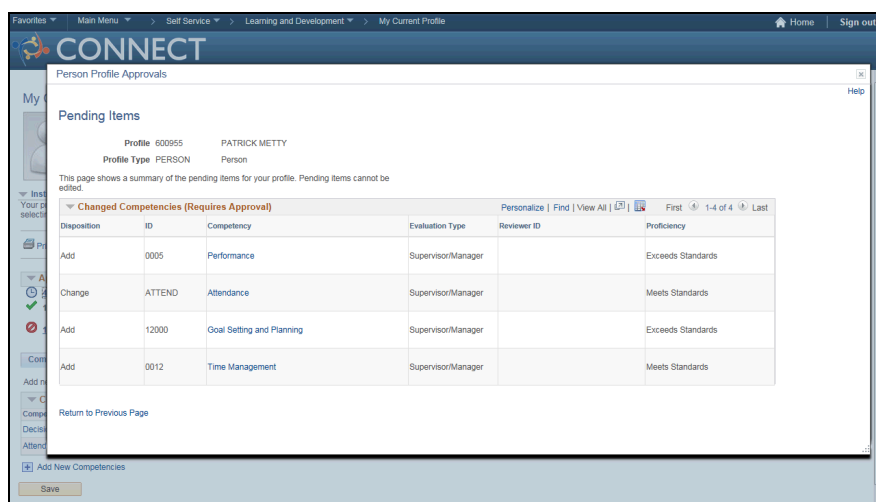 Favorites Main Menu > Self Service > Learning and Development > My Current Profile Home Sign out
CONNECT
Person Profile Approvals
Help
My
Pending Items
Profile 600955 PATRICK METTY
Profile Type PERSON Person
This page shows a summary of the pending items for your profile. Pending items cannot be
edited.
Changed Competencies (Requires Approval) Personalize | Find | View All | | First 1-4 of 4 Last
Disposition ID Competency Evaluation Type Reviewer ID Proficiency
Add 0005 Performance Supervisor/Manager Exceeds Standards
Change ATTEND Attendance Supervisor/Manager Meets Standards
Add 12000 Goal Setting and Planning Supervisor/Manager Exceeds Standards
Add 0012 Time Management Supervisor/Manager Meets Standards
Return to Previous Page
Add New Competencies
Save